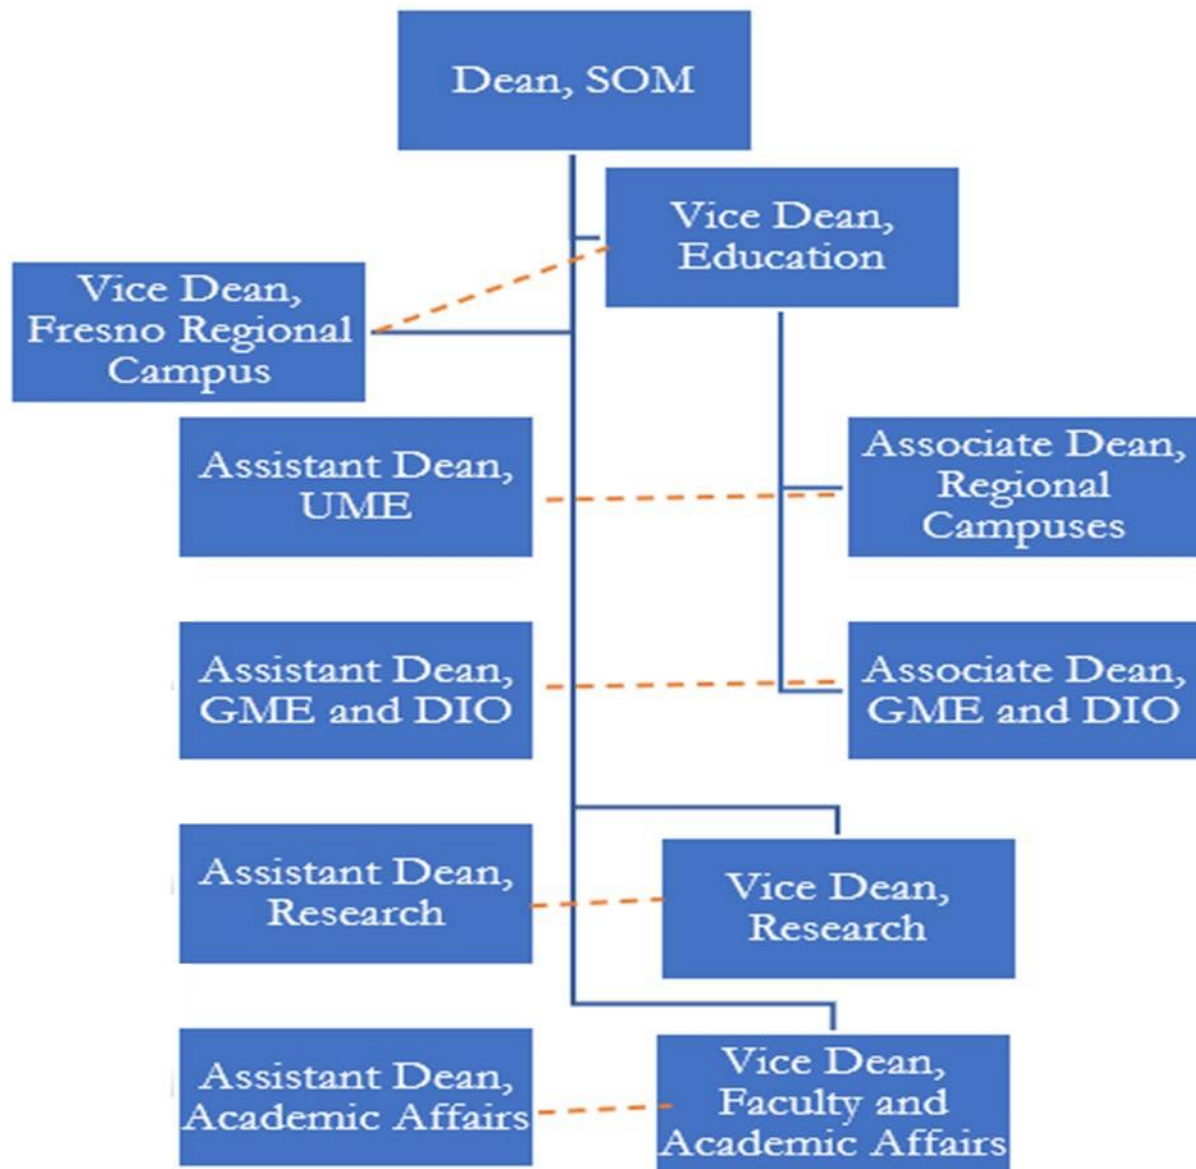 Dean, SOM
Vice Dean,
Education
Vice Dean,
Fresno Regional
Campus
Assistant Dean,
UME
Associate Dean,
Regional
Campuses
Assistant Dean,
GME and DIO
Associate Dean,
GME and DIO
Assistant Dean,
Research
Vice Dean,
Research
Assistant Dean,
Academic Affairs
Vice Dean,
Faculty and
Academic Affairs